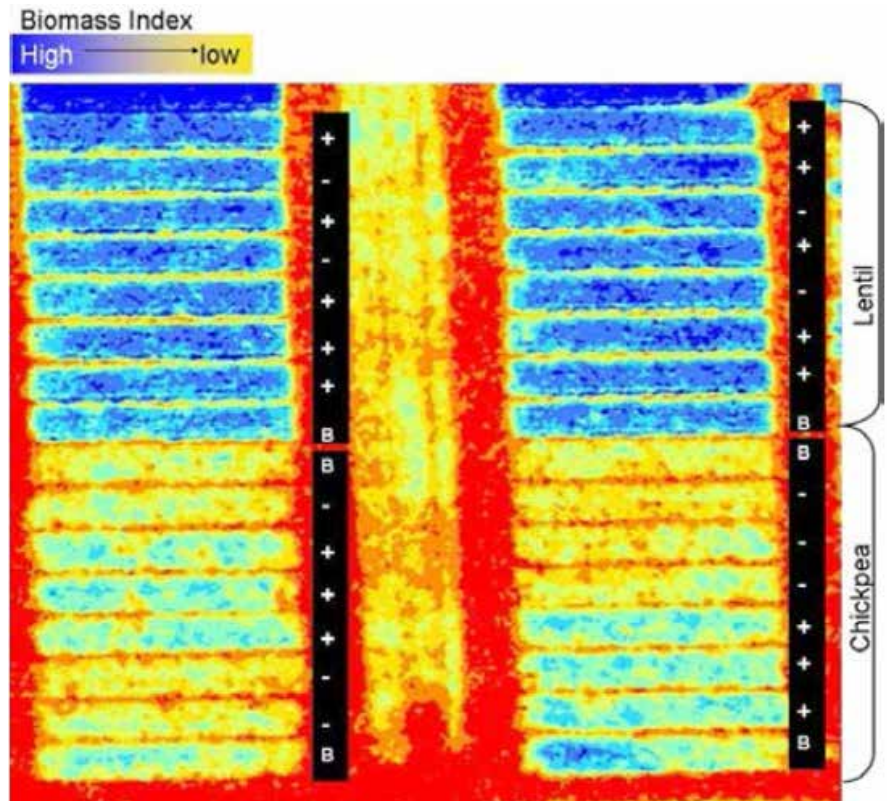 Biomass Index
High low
+
-
+
-
+
+
+
B
B
-
+
+
+
-
-
B
+
+
-
+
-
+
+
B
B
-
-
-
+
+
+
B
Lentil
Chickpea